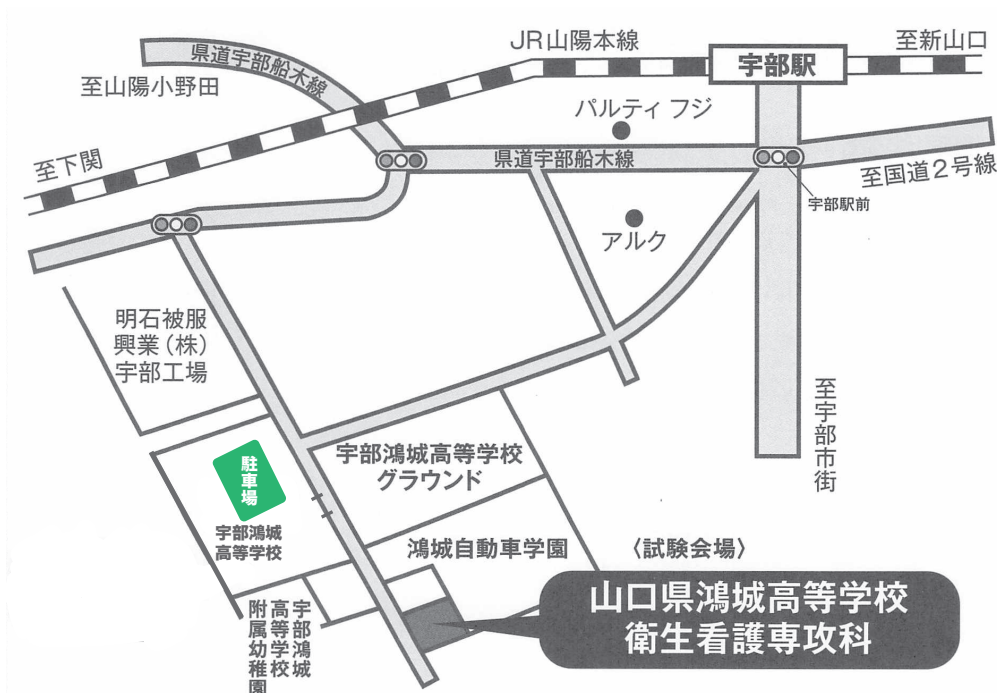 JR山陽本線
至新山口
県道宇部船木線
宇部駅
至山陽小野田
パルティ フジ
至下関
県道宇部船木線
至国道2号線
宇部駅前
アルク
明石被服
興業(株)
宇部工場
至宇部市街
宇部鴻城高等学校
グラウンド
駐車場
宇部鴻城
高等学校
鴻城自動車学園
〈試験会場〉
山口県鴻城高等学校
衛生看護専攻科
宇部鴻城
高等学校
附属幼稚園